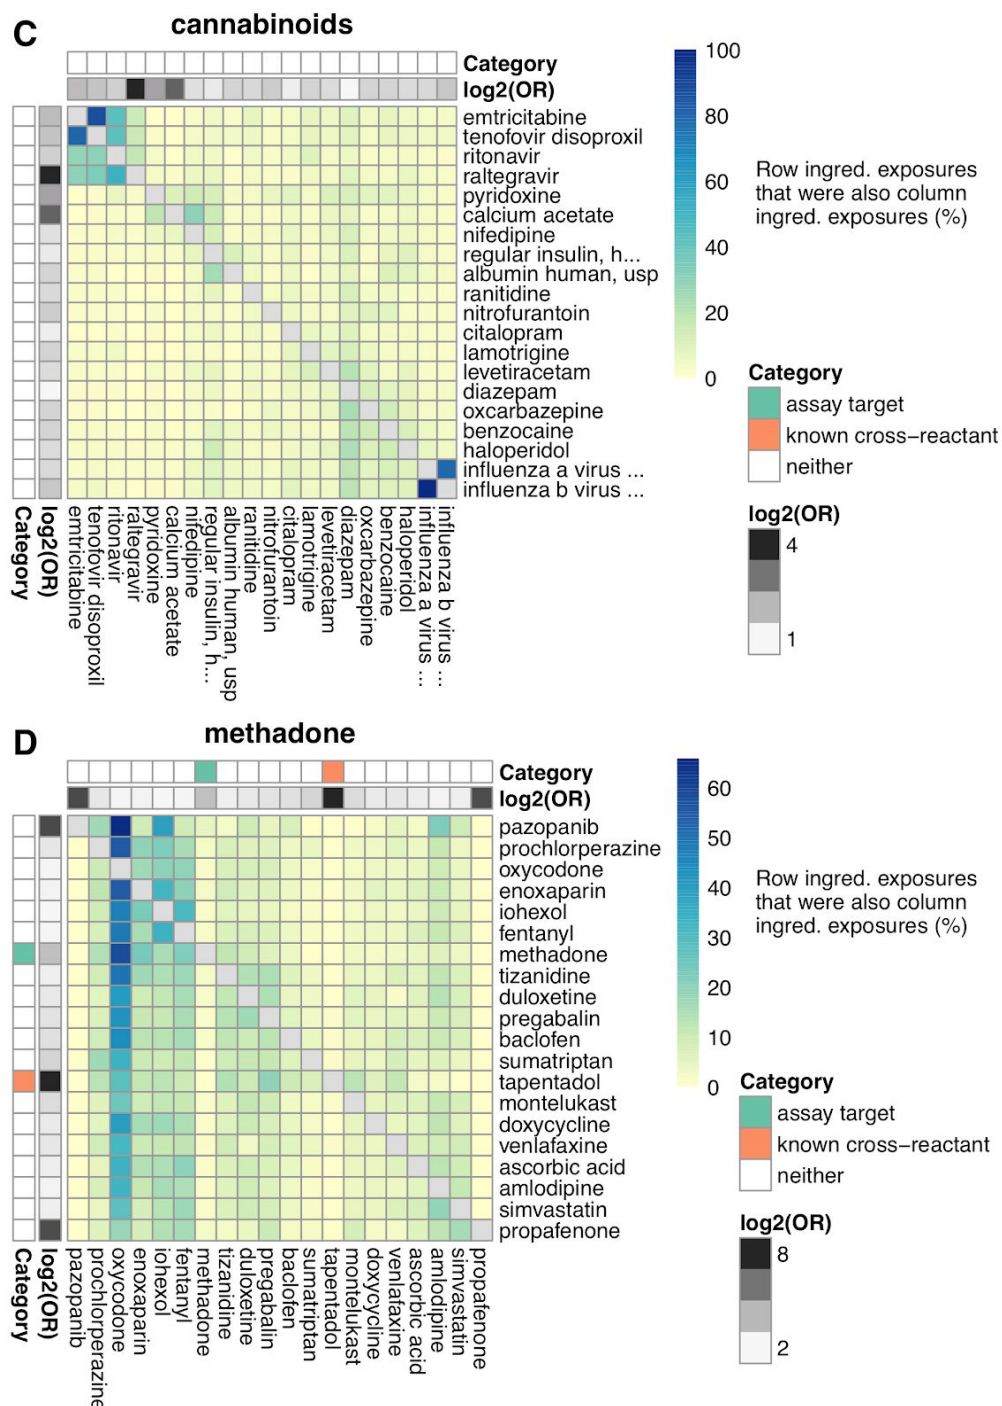 C
cannabinoids
Category
log2(OR)
emtricitabine
tenofovir disoproxil
ritonavir
raltegravir
pyridoxine
calcium acetate
nifedipine
regular insulin, h...
albumin human, usp
ranitidine
nitrofurantoin
citalopram
lamotrigine
levetiracetam
diazepam
oxcarbazepine
benzocaine
haloperidol
influenza a virus ...
influenza b virus ...
Category
log2(OR)
emtricitabine
tenofovir disoproxil
ritonavir
raltegravir
pyridoxine
calcium acetate
nifedipine
regular insulin, h...
albumin human, usp
ranitidine
nitrofurantoin
citalopram
lamotrigine
levetiracetam
diazepam
oxcarbazepine
benzocaine
haloperidol
influenza a virus ...
influenza b virus ...
100
80
60
40
20
0
Row ingred. exposures
that were also column
ingred. exposures (%)
Category
assay target
known cross-reactant
neither
log2(OR)
4
1
D
methadone
Category
log2(OR)
pazopanib
prochlorperazine
oxycodone
enoxaparin
iohexol
fentanyl
methadone
tizanidine
duloxetine
pregabalin
baclofen
sumatriptan
tapentadol
montelukast
doxycycline
venlafaxine
ascorbic acid
amlodipine
simvastatin
propafenone
Category
log2(OR)
pazopanib
prochlorperazine
oxycodone
enoxaparin
iohexol
fentanyl
methadone
tizanidine
duloxetine
pregabalin
baclofen
sumatriptan
tapentadol
montelukast
doxycycline
venlafaxine
ascorbic acid
amlodipine
simvastatin
propafenone
60
50
40
30
20
10
0
Row ingred. exposures
that were also column
ingred. exposures (%)
Category
assay target
known cross-reactant
neither
log2(OR)
8
2